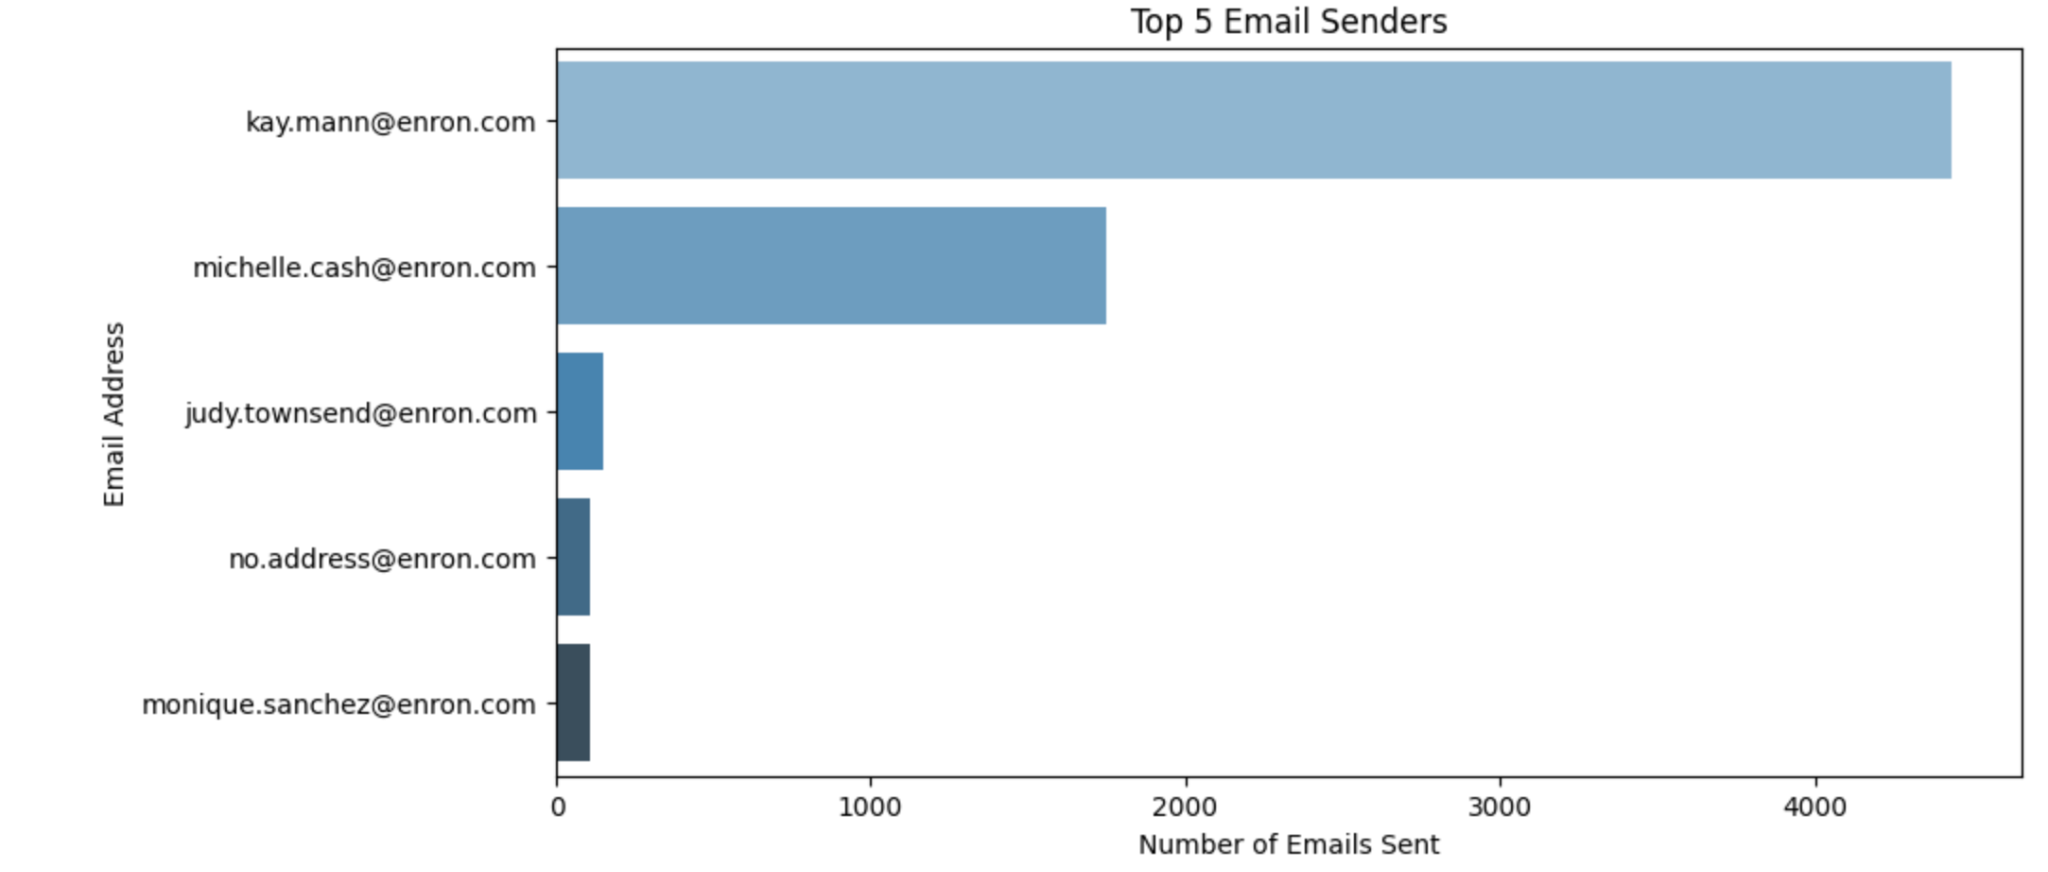 Top 5 Email Senders
kay.mann@enron.com
michelle.cash@enron.com
judy.townsend@enron.com
no.address@enron.com
monique.sanchez@enron.com
Email Address
0 1000 2000 3000 4000
Number of Emails Sent